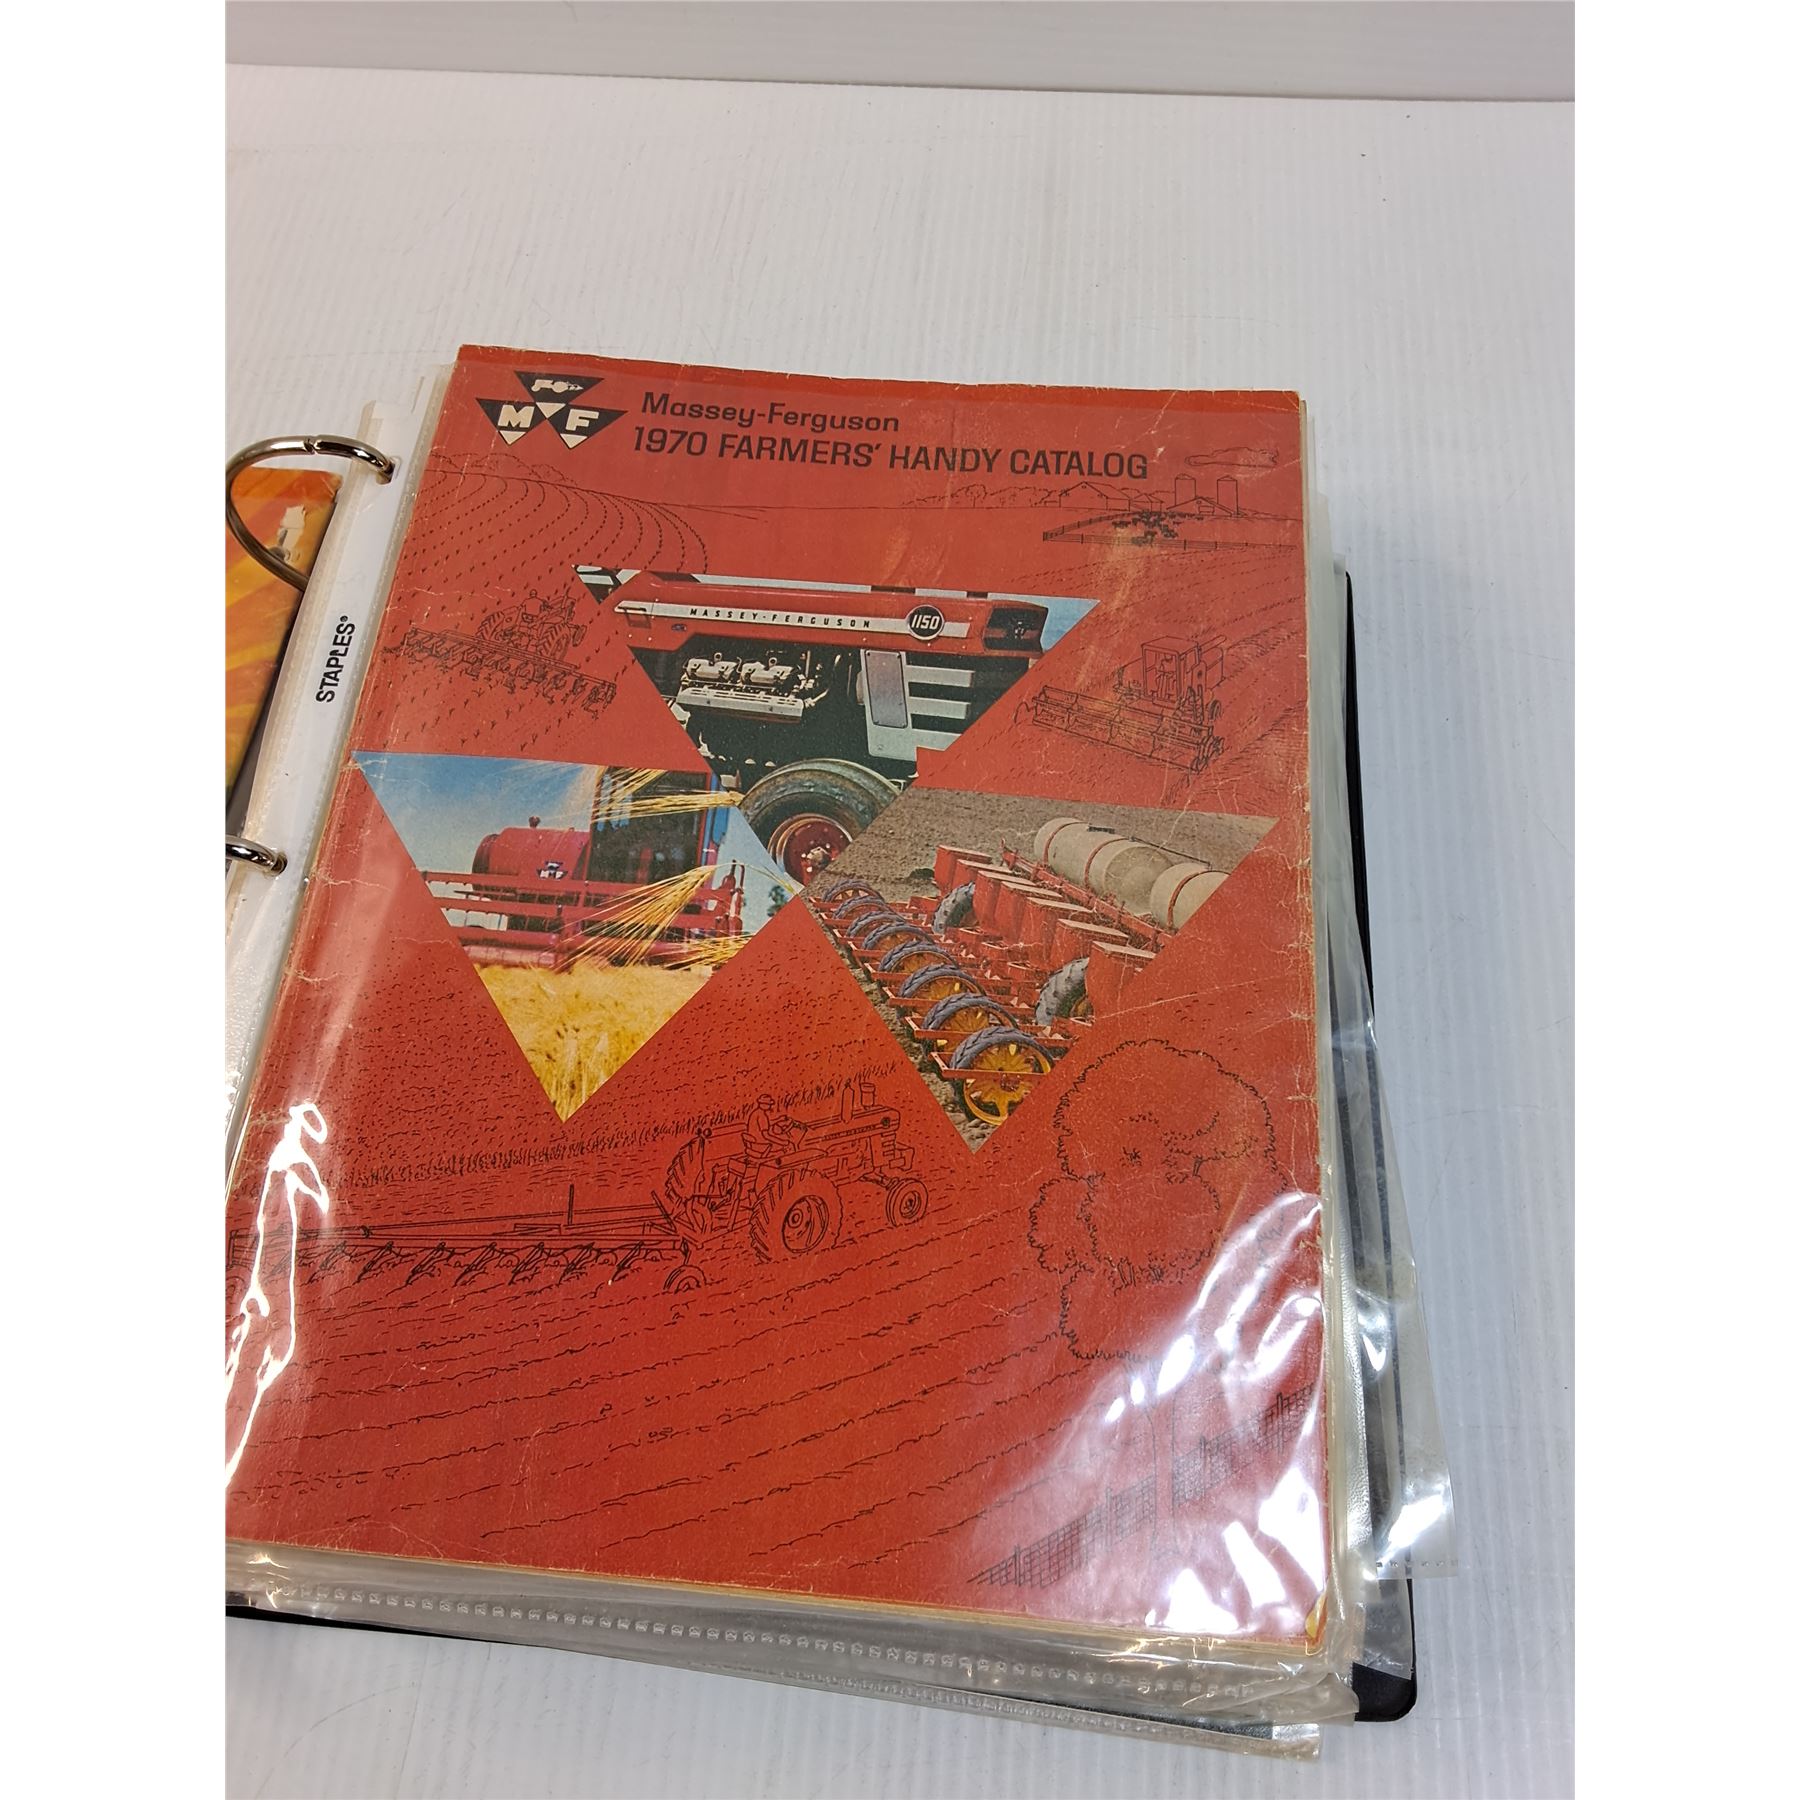 M F
Massey-Ferguson
1970 FARMERS' HANDY CATALOG
STAPLES®
MASSEY-FERGUSON 1150
MF